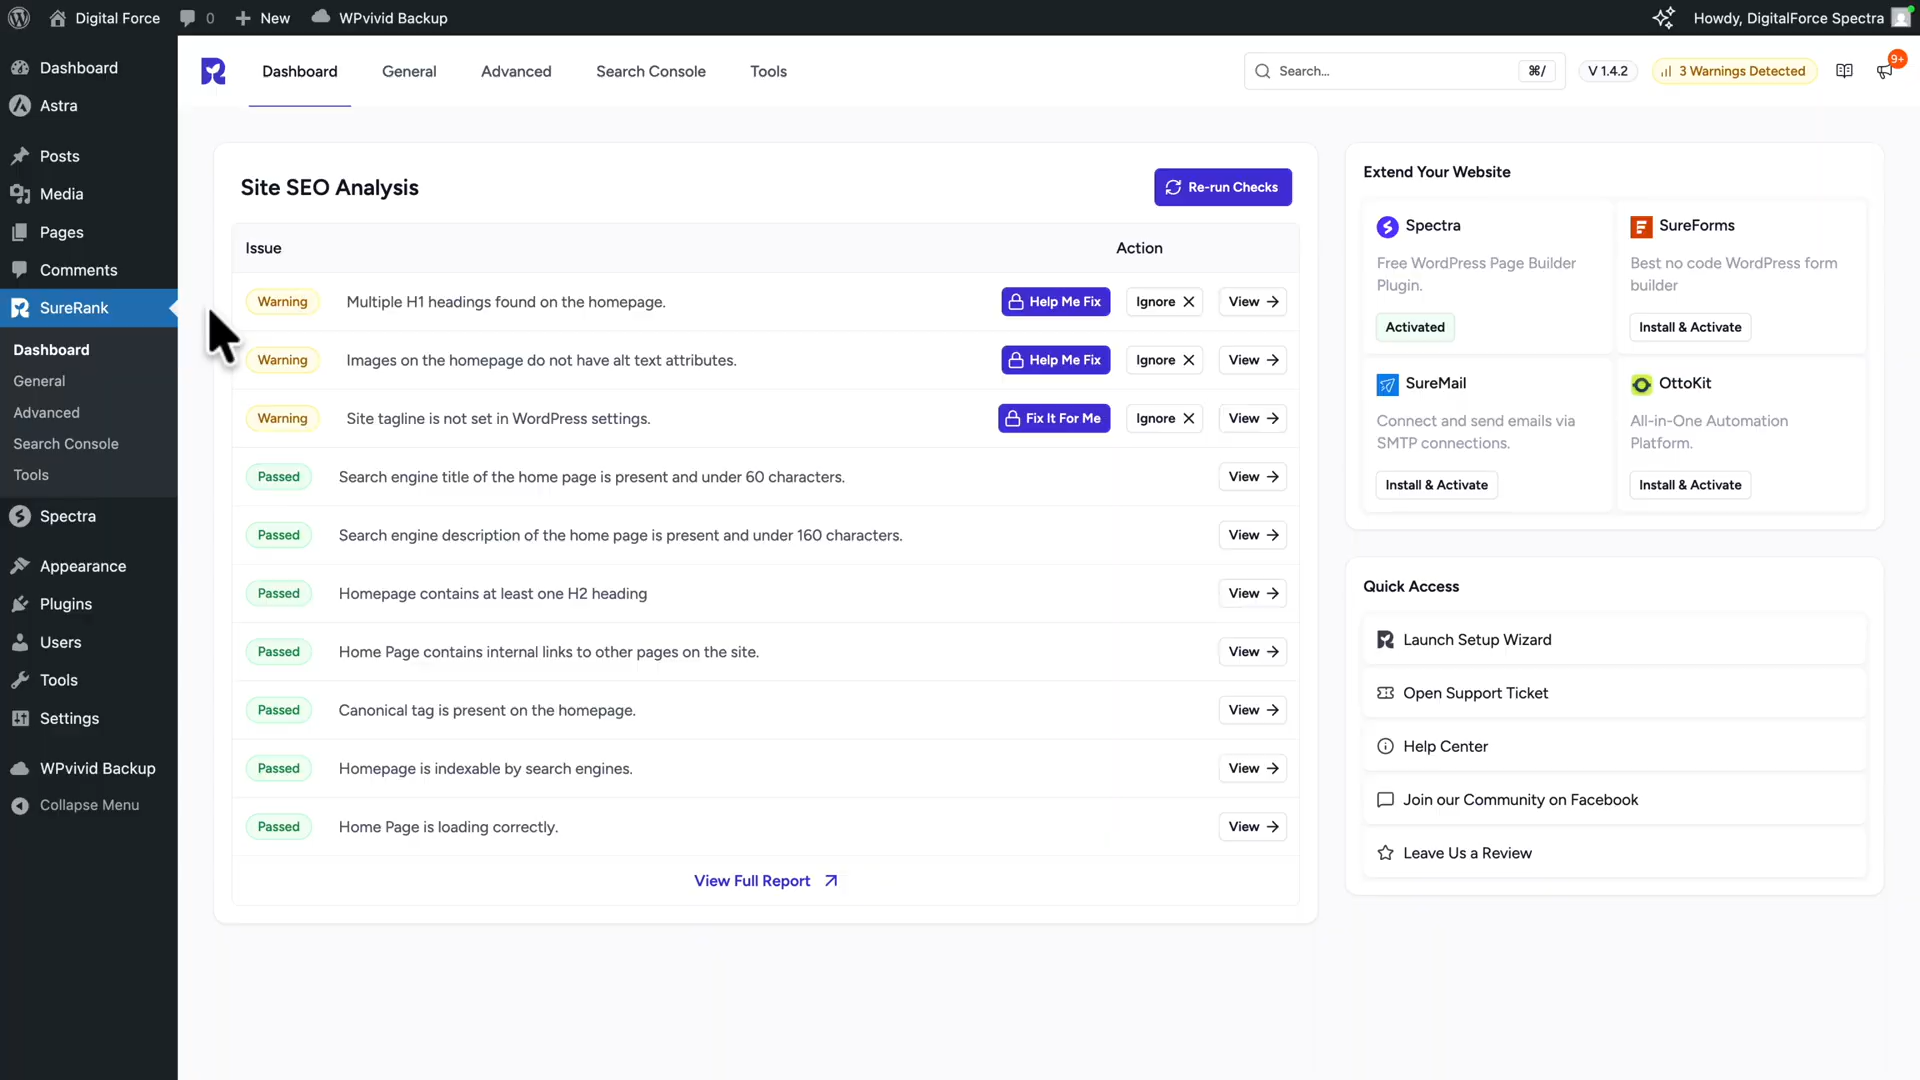 Digital Force
0
New
WPvivid Backup
Howdy, DigitalForce Spectra
Dashboard
Astra
Posts
Media
Pages
Comments
SureRank
Dashboard
General
Advanced
Search Console
Tools
Spectra
Appearance
Plugins
Users
Tools
Settings
WPvivid Backup
Collapse Menu
Dashboard
General
Advanced
Search Console
Tools
Search...
⌘/
V 1.4.2
3 Warnings Detected
9+
Site SEO Analysis
Re-run Checks
Issue
Action
Warning
Multiple H1 headings found on the homepage.
Help Me Fix
Ignore
View
Warning
Images on the homepage do not have alt text attributes.
Help Me Fix
Ignore
View
Warning
Site tagline is not set in WordPress settings.
Fix It For Me
Ignore
View
Passed
Search engine title of the home page is present and under 60 characters.
View
Passed
Search engine description of the home page is present and under 160 characters.
View
Passed
Homepage contains at least one H2 heading
View
Passed
Home Page contains internal links to other pages on the site.
View
Passed
Canonical tag is present on the homepage.
View
Passed
Homepage is indexable by search engines.
View
Passed
Home Page is loading correctly.
View
View Full Report
Extend Your Website
Spectra
Free WordPress Page Builder
Plugin.
Activated
SureForms
Best no code WordPress form
builder
Install & Activate
SureMail
Connect and send emails via
SMTP connections.
Install & Activate
OttoKit
All-in-One Automation
Platform.
Install & Activate
Quick Access
Launch Setup Wizard
Open Support Ticket
Help Center
Join our Community on Facebook
Leave Us a Review